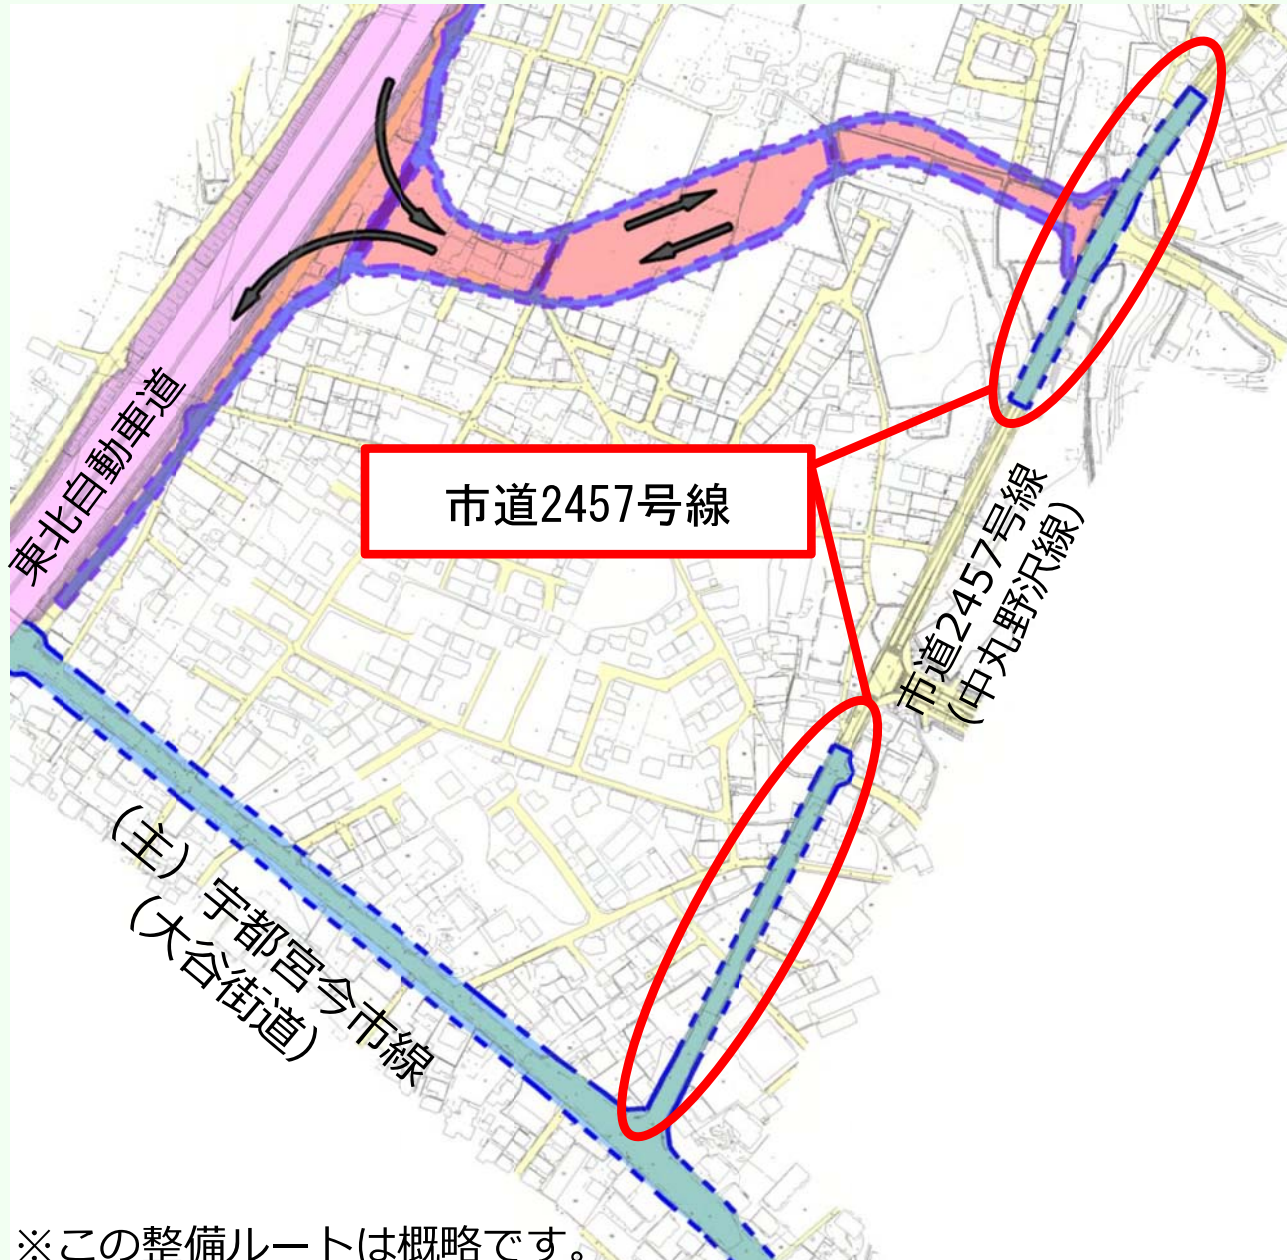 東北自動車道
市道2457号線
市道2457号線
(中丸野沢線)
(主) 宇都宮今市線
(大谷街道)
※この整備ルートは概略です。